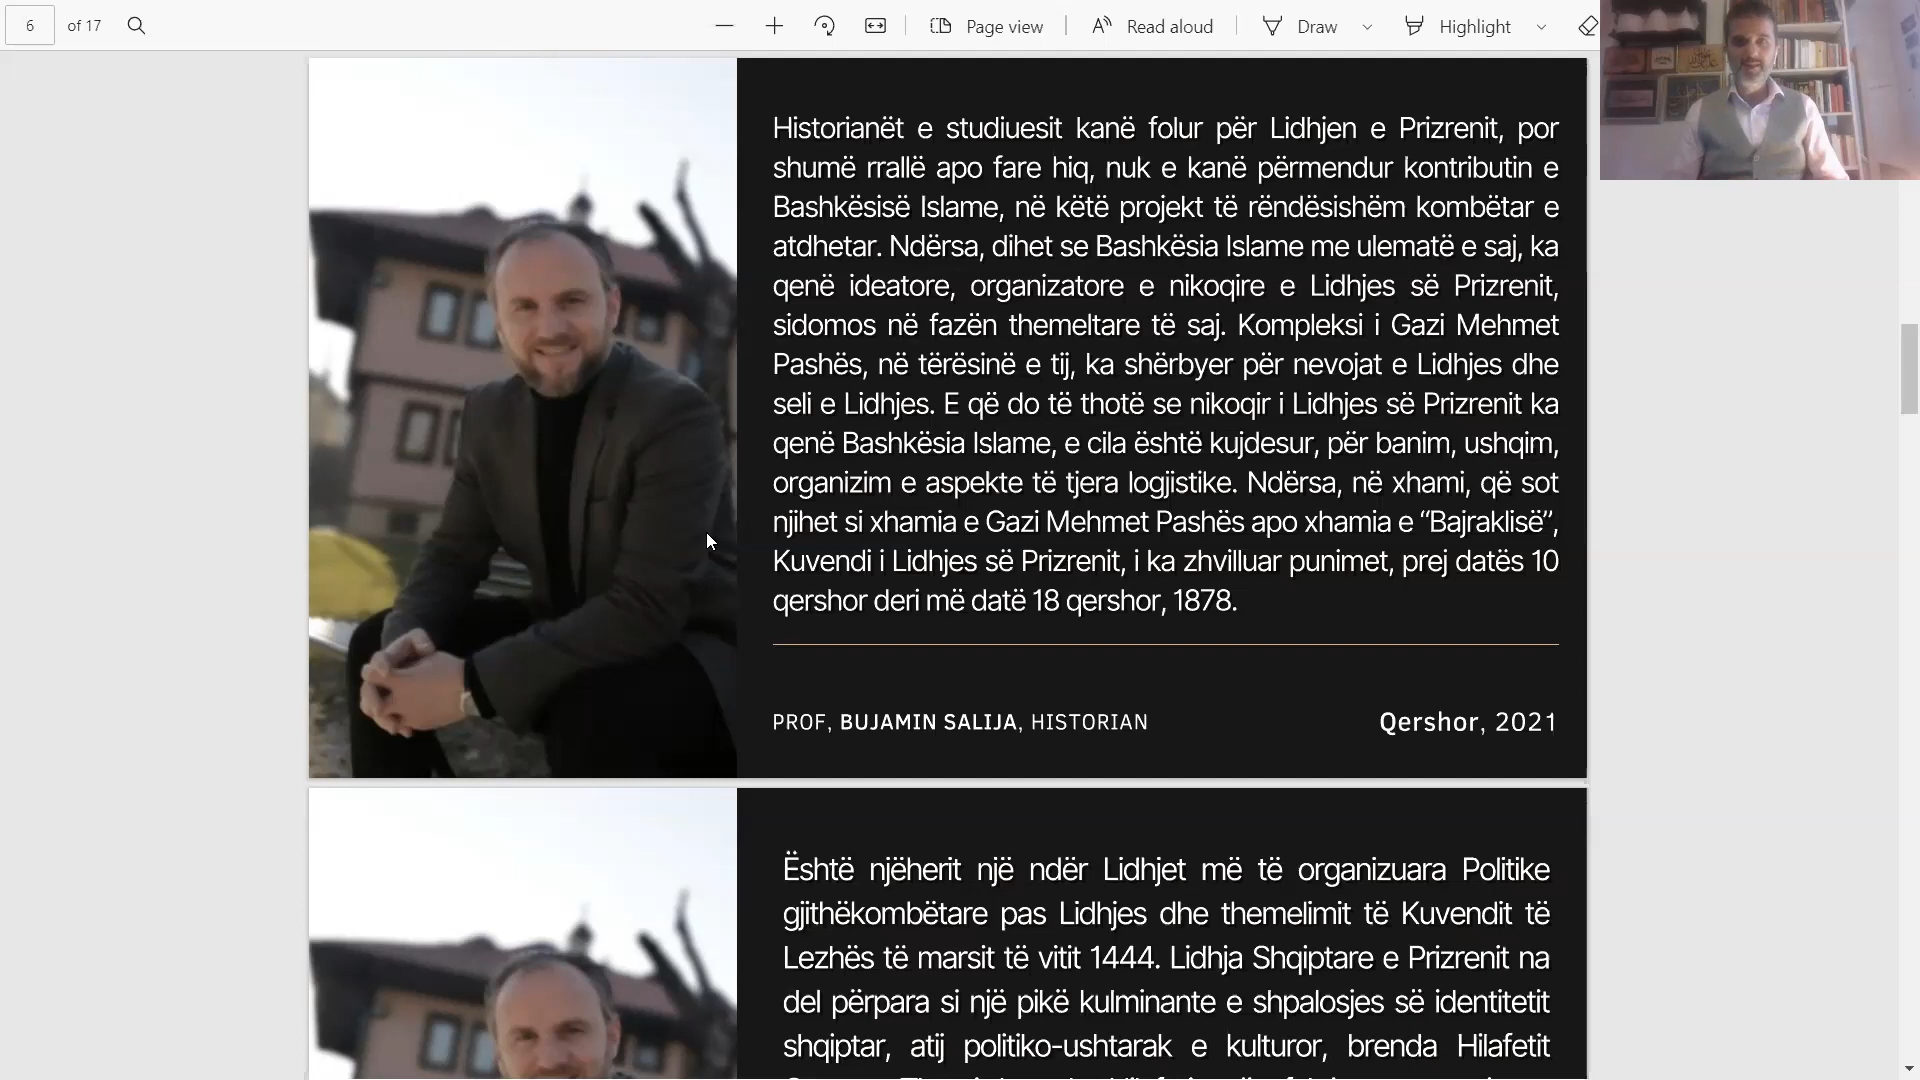 6 of 17 Page view Read aloud Draw Highlight
Historianët e studiuesit kanë folur për Lidhjen e Prizrenit, por
shumë rrallë apo fare hiq, nuk e kanë përmendur kontributin e
Bashkësisë Islame, në këtë projekt të rëndësishëm kombëtar e
atdhetar. Ndërsa, dihet se Bashkësia Islame me ulematë e saj, ka
qenë ideatore, organizatore e nikoqire e Lidhjes së Prizrenit,
sidomos në fazën themeltare të saj. Kompleksi i Gazi Mehmet
Pashës, në tërësinë e tij, ka shërbyer për nevojat e Lidhjes dhe
seli e Lidhjes. E që do të thotë se nikoqir i Lidhjes së Prizrenit ka
qenë Bashkësia Islame, e cila është kujdesur, për banim, ushqim,
organizim e aspekte të tjera logjistike. Ndërsa, në xhami, që sot
njihet si xhamia e Gazi Mehmet Pashës apo xhamia e “Bajraklisë”,
Kuvendi i Lidhjes së Prizrenit, i ka zhvilluar punimet, prej datës 10
qershor deri më datë 18 qershor, 1878.
PROF, BUJAMIN SALIJA, HISTORIAN
Qershor, 2021
Është njëherit një ndër Lidhjet më të organizuara Politike
gjithëkombëtare pas Lidhjes dhe themelimit të Kuvendit të
Lezhës të marsit të vitit 1444. Lidhja Shqiptare e Prizrenit na
del përpara si një pikë kulminante e shpalosjes së identitetit
shqiptar, atij politiko-ushtarak e kulturor, brenda Hilafetit